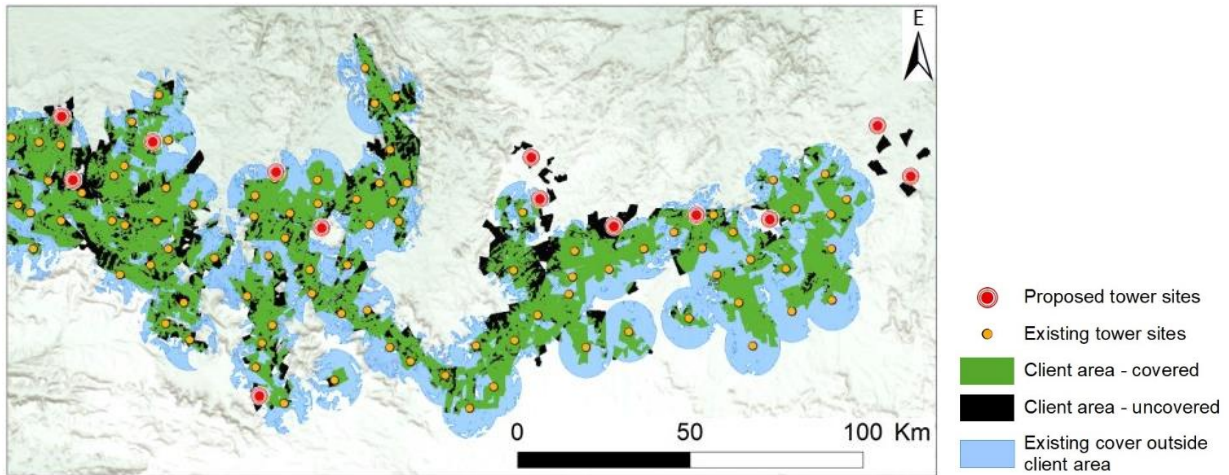 E
0
50
100 Km
Proposed tower sites
Existing tower sites
Client area - covered
Client area - uncovered
Existing cover outside
client area